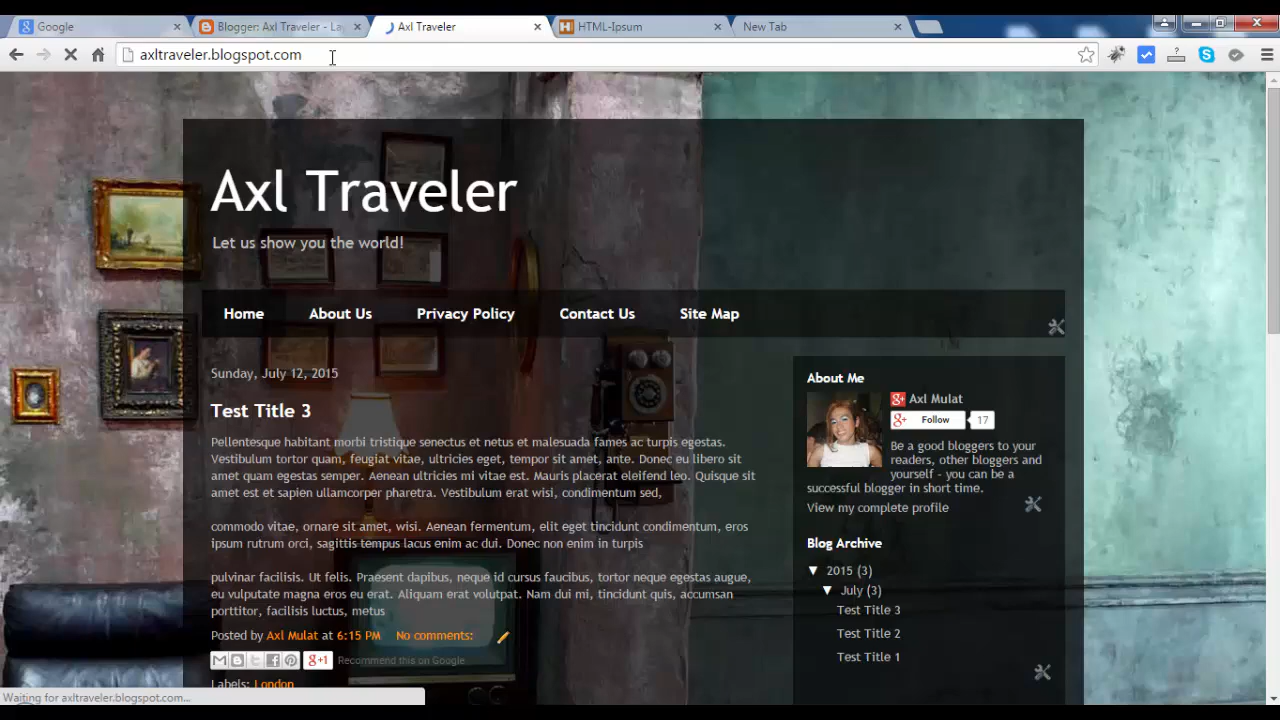 Google
Blogger: Axl Traveler - La
Axl Traveler
HTML-Ipsum
New Tab
axltraveler.blogspot.com
Axl Traveler
Let us show you the world!
Home About Us Privacy Policy Contact Us Site Map
Sunday, July 12, 2015
Test Title 3
Pellentesque habitant morbi tristique senectus et netus et malesuada fames ac turpis egestas.
Vestibulum tortor quam, feugiat vitae, ultricies eget, tempor sit amet, ante. Donec eu libero sit
amet quam egestas semper. Aenean ultricies mi vitae est. Mauris placerat eleifend leo. Quisque sit
amet est et sapien ullamcorper pharetra. Vestibulum erat wisi, condimentum sed,
commodo vitae, ornare sit amet, wisi. Aenean fermentum, elit eget tincidunt condimentum, eros
ipsum rutrum orci, sagittis tempus lacus enim ac dui. Donec non enim in turpis
pulvinar facilisis. Ut felis. Praesent dapibus, neque id cursus faucibus, tortor neque egestas augue,
eu vulputate magna eros eu erat. Aliquam erat volutpat. Nam dui mi, tincidunt quis, accumsan
porttitor, facilisis luctus, metus
Posted by Axl Mulat at 6:15 PM No comments:
g+1 Recommend this on Google
Labels: London
About Me
g+ Axl Mulat
g+ Follow 17
Be a good bloggers to your
readers, other bloggers and
yourself - you can be a
successful blogger in short time.
View my complete profile
Blog Archive
▼ 2015 (3)
▼ July (3)
Test Title 3
Test Title 2
Test Title 1
Waiting for axltraveler.blogspot.com...